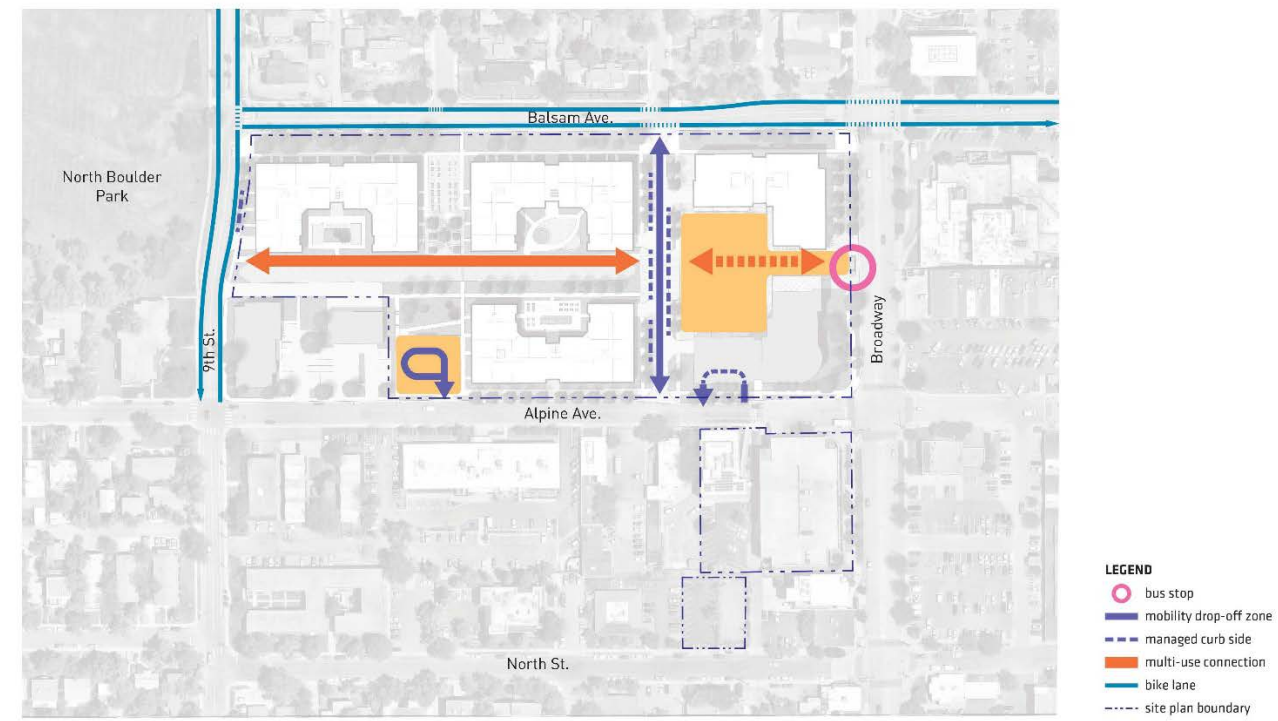 Balsam Ave.
North Boulder
Park
9th St.
Broadway
Alpine Ave.
North St.
LEGEND
bus stop
mobility drop-off zone
managed curb side
multi-use connection
bike lane
site plan boundary